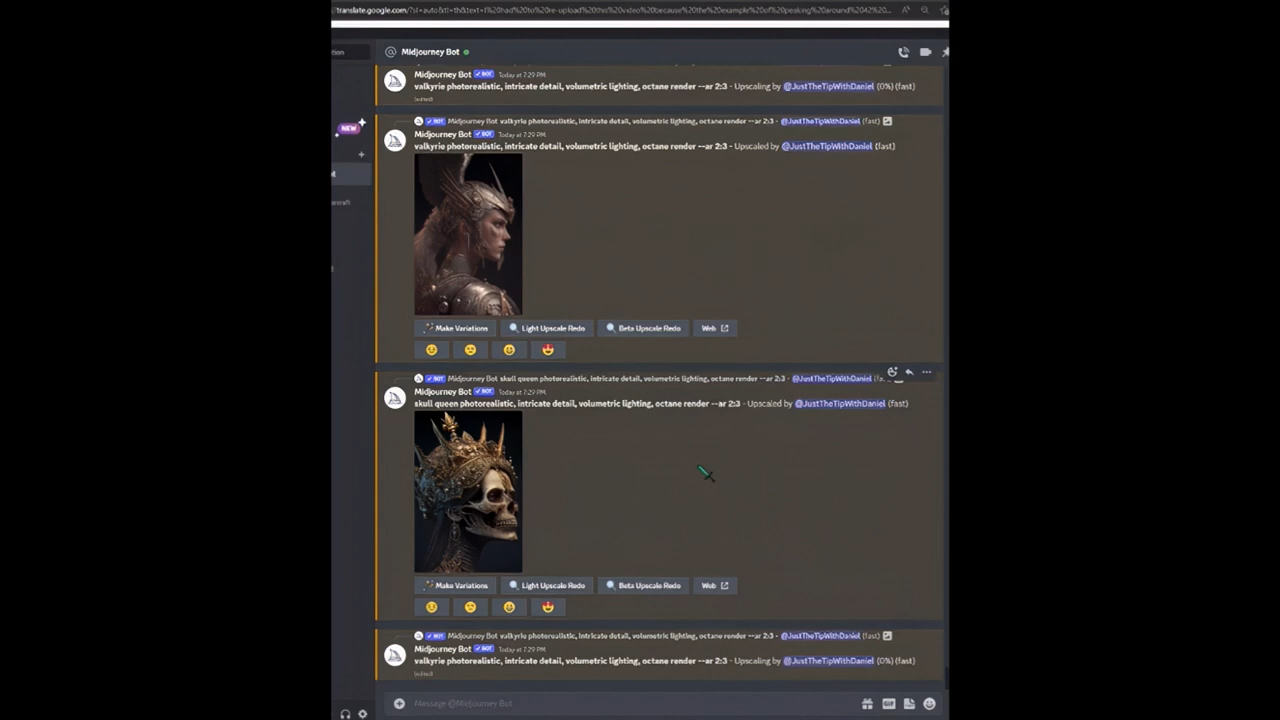 translate.google.com/?sl=auto&tl=th&text=I%20had%20to%20re-upload%20this%20video%20because%20the%20example%20of%20peaking%20around%2042%20...
Midjourney Bot
Midjourney Bot BOT Today at 7:29 PM
valkyrie photorealistic, intricate detail, volumetric lighting, octane render --ar 2:3 - Upscaling by @JustTheTipWithDaniel (0%) (fast)
(edited)
NEW
BOT Midjourney Bot valkyrie photorealistic, intricate detail, volumetric lighting, octane render --ar 2:3 - @JustTheTipWithDaniel (fast)
Midjourney Bot BOT Today at 7:29 PM
valkyrie photorealistic, intricate detail, volumetric lighting, octane render --ar 2:3 - Upscaled by @JustTheTipWithDaniel (fast)
Make Variations Light Upscale Redo Beta Upscale Redo Web
BOT Midjourney Bot skull queen photorealistic, intricate detail, volumetric lighting, octane render --ar 2:3 - @JustTheTipWithDaniel
Midjourney Bot BOT Today at 7:29 PM
skull queen photorealistic, intricate detail, volumetric lighting, octane render --ar 2:3 - Upscaled by @JustTheTipWithDaniel (fast)
Make Variations Light Upscale Redo Beta Upscale Redo Web
BOT Midjourney Bot valkyrie photorealistic, intricate detail, volumetric lighting, octane render --ar 2:3 - @JustTheTipWithDaniel (fast)
Midjourney Bot BOT Today at 7:29 PM
valkyrie photorealistic, intricate detail, volumetric lighting, octane render --ar 2:3 - Upscaling by @JustTheTipWithDaniel (0%) (fast)
(edited)
Message @Midjourney Bot
GIF